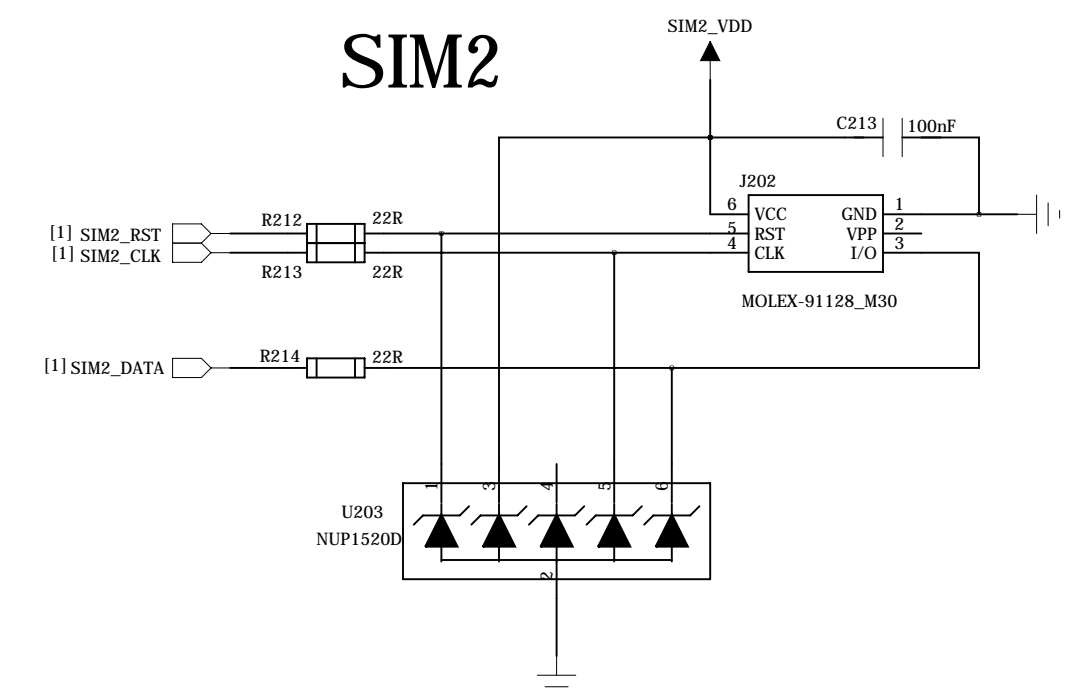 SIM2
SIM2_VDD
C213
100nF
J202
6
VCC
GND
1
5
RST
VPP
2
4
CLK
I/O
3
MOLEX-91128_M30
R212
22R
[1] SIM2_RST
[1] SIM2_CLK
R213
22R
[1] SIM2_DATA
R214
22R
1
3
4
5
6
U203
NUP1520D
2